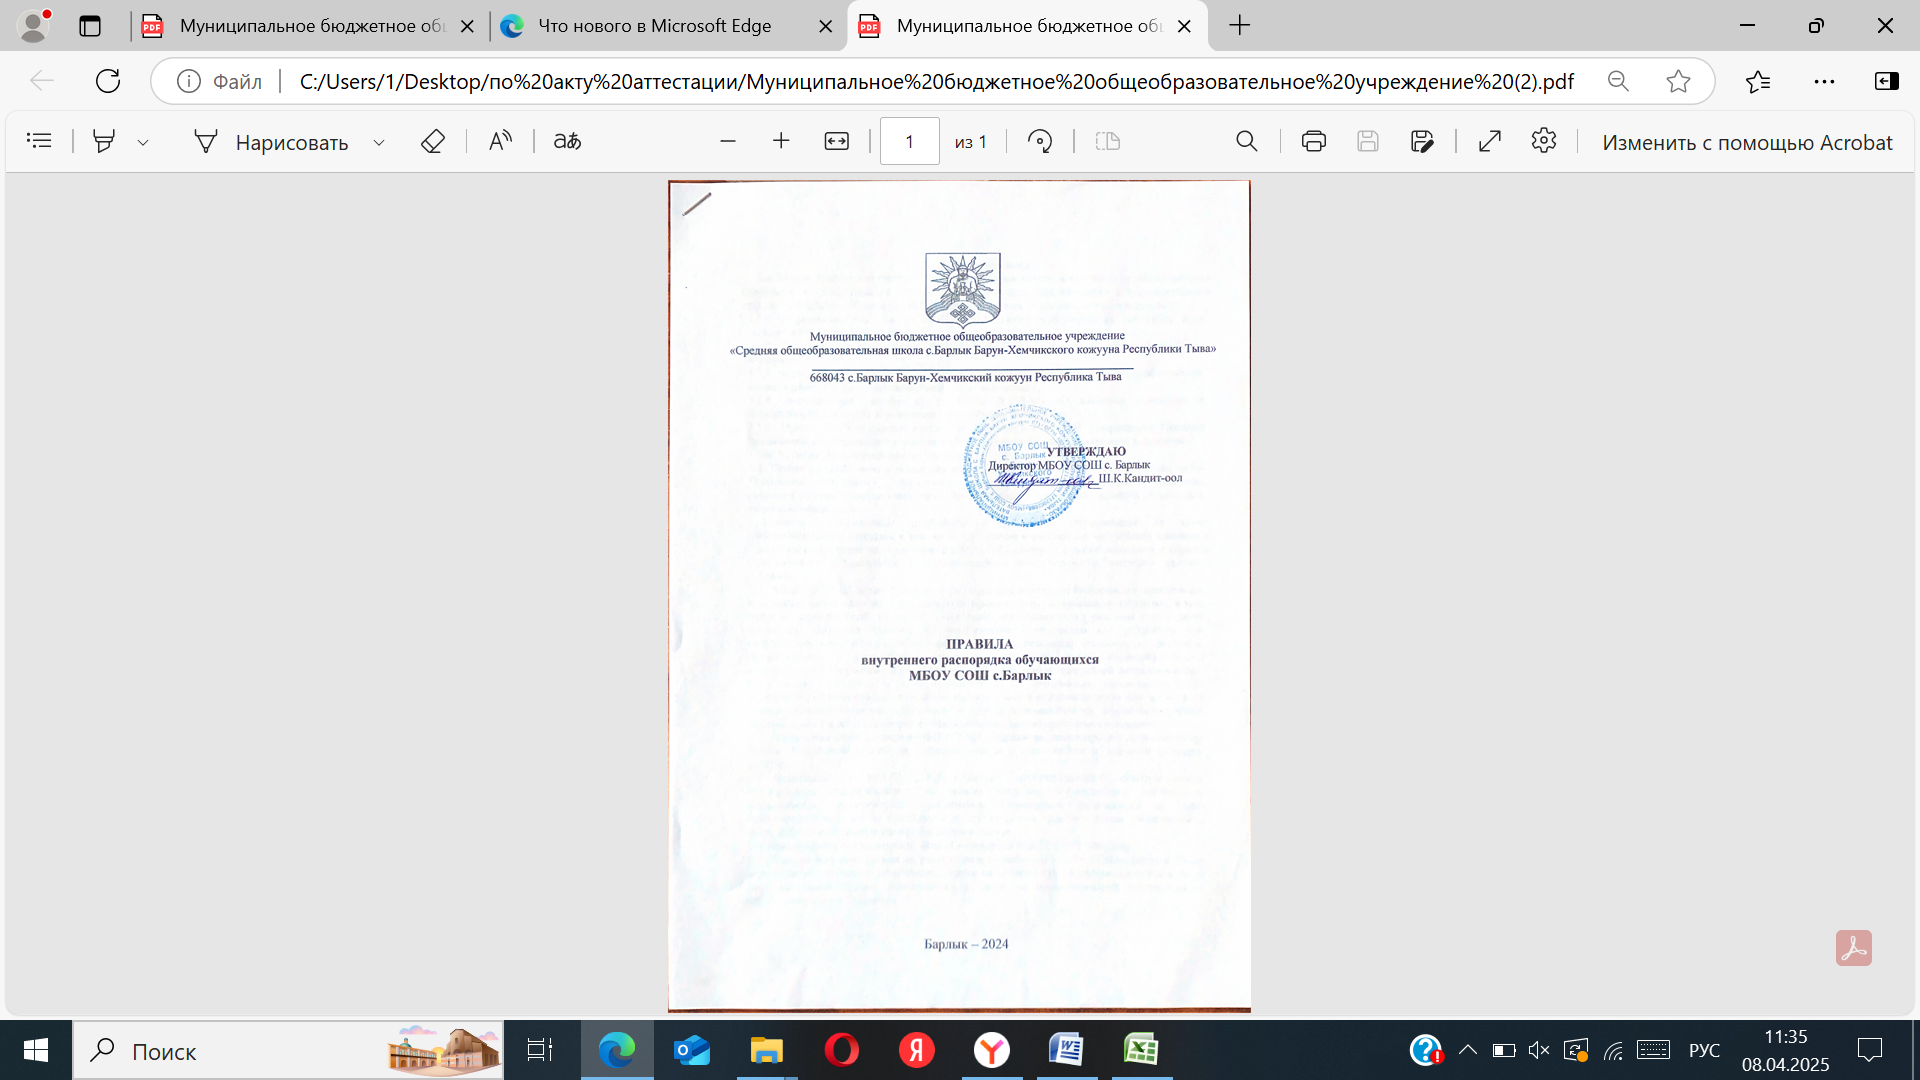 Муниципальное бюджетное об
Что нового в Microsoft Edge
Муниципальное бюджетное об
Файл
C:/Users/1/Desktop/по%20акту%20аттестации/Муниципальное%20бюджетное%20общеобразовательное%20учреждение%20(2).pdf
Нарисовать
1
из 1
Изменить с помощью Acrobat
Муниципальное бюджетное общеобразовательное учреждение
«Средняя общеобразовательная школа с.Барлык Барун-Хемчикского кожууна Республики Тыва»
668043 с.Барлык Барун-Хемчикский кожуун Республика Тыва
МБОУ СОШ
с. Барлык
УТВЕРЖДАЮ
Директор МБОУ СОШ с. Барлык
Ш.К.Кандит-оол
ПРАВИЛА
внутреннего распорядка обучающихся
МБОУ СОШ с.Барлык
Барлык – 2024
Поиск
РУС
11:35
08.04.2025